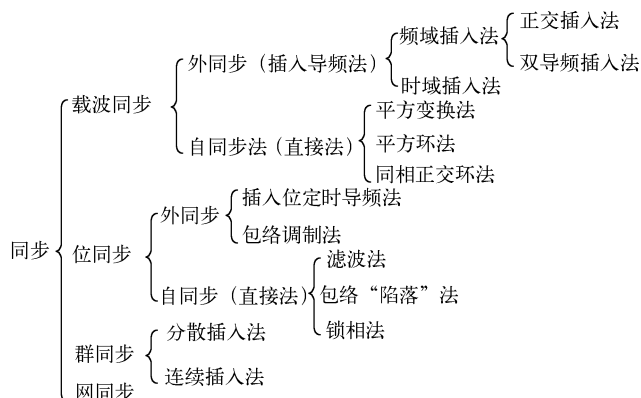 同步
载波同步
外同步（插入导频法）
频域插入法
正交插入法
双导频插入法
时域插入法
自同步法（直接法）
平方变换法
平方环法
同相正交环法
位同步
外同步
插入位定时导频法
包络调制法
自同步（直接法）
滤波法
包络“陷落”法
锁相法
群同步
分散插入法
连续插入法
网同步